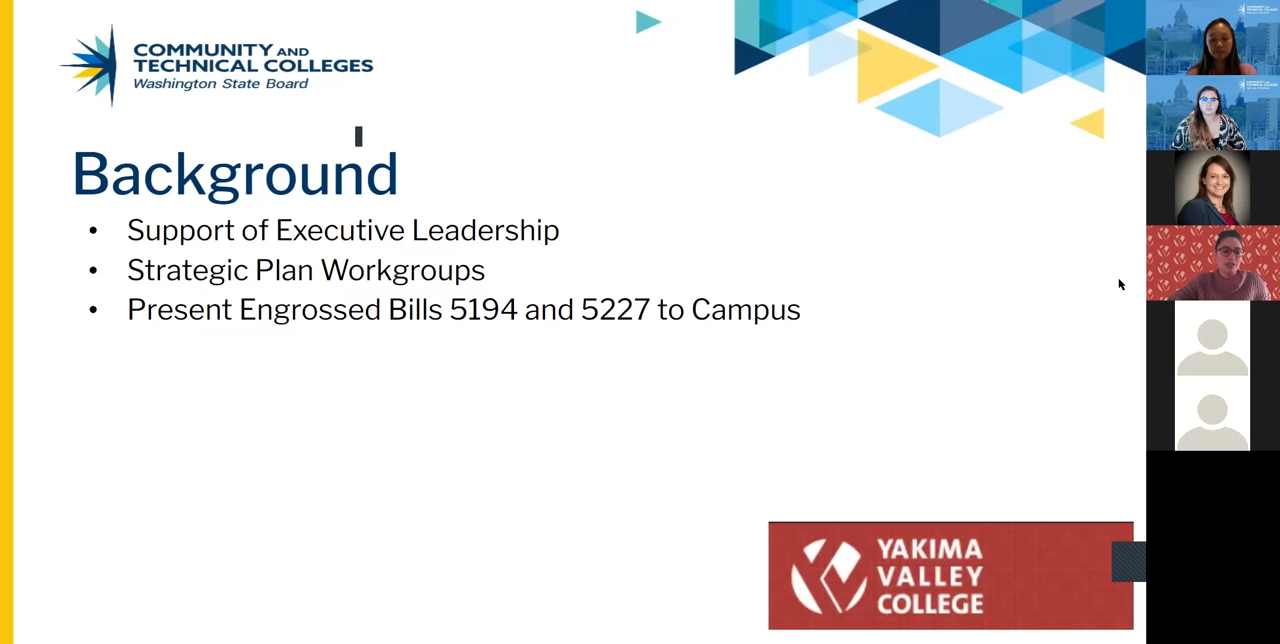 COMMUNITY AND
TECHNICAL COLLEGES
Washington State Board
Background
• Support of Executive Leadership
• Strategic Plan Workgroups
• Present Engrossed Bills 5194 and 5227 to Campus
YAKIMA
VALLEY
COLLEGE